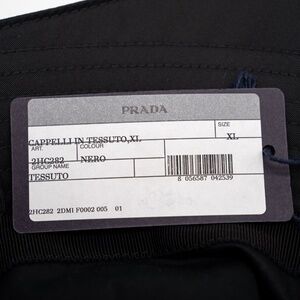 PRADA
SIZE
CAPPELLI IN TESSUTO,XL XL
ART. COLOUR
2HC282 NERO
GROUP NAME
TESSUTO
8 056587 042539
2HC282 2DMI F0002 005 01